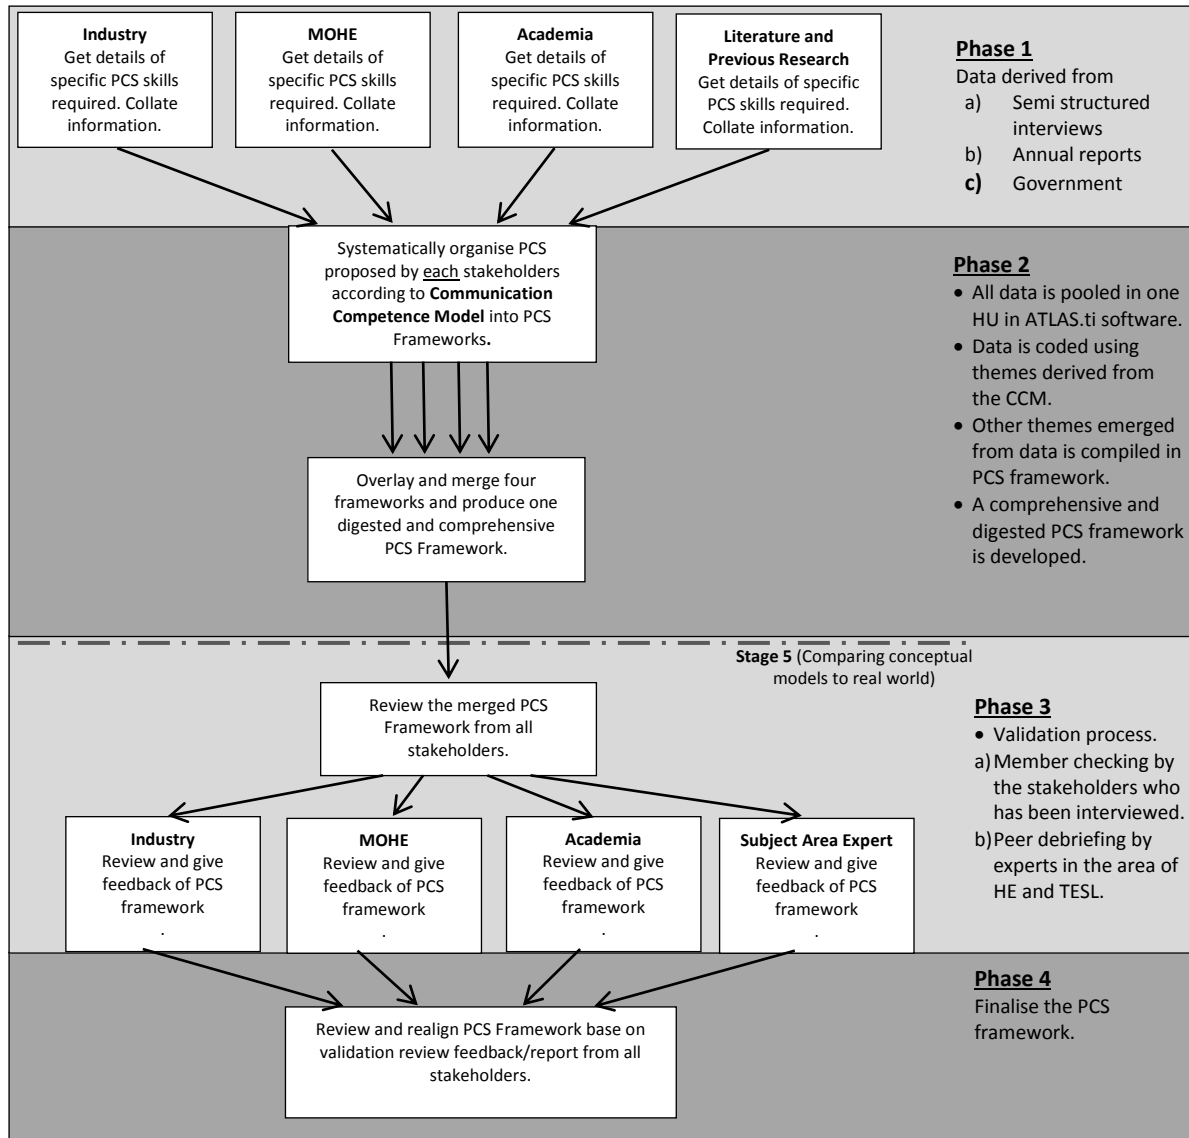 Industry
Get details of
specific PCS skills
required. Collate
information.
MOHE
Get details of
specific PCS skills
required. Collate
information.
Academia
Get details of
specific PCS skills
required. Collate
information.
Literature and
Previous Research
Get details of specific
PCS skills required.
Collate information.
Phase 1
Data derived from
a) Semi structured
interviews
b) Annual reports
c) Government
Systematically organise PCS
proposed by each stakeholders
according to Communication
Competence Model into PCS
Frameworks.
Overlay and merge four
frameworks and produce one
digested and comprehensive
PCS Framework.
Phase 2
• All data is pooled in one
HU in ATLAS.ti software.
• Data is coded using
themes derived from
the CCM.
• Other themes emerged
from data is compiled in
PCS framework.
• A comprehensive and
digested PCS framework
is developed.
Stage 5 (Comparing conceptual
models to real world)
Review the merged PCS
Framework from all
stakeholders.
Industry
Review and give
feedback of PCS
framework
.
MOHE
Review and give
feedback of PCS
framework
.
Academia
Review and give
feedback of PCS
framework
.
Subject Area Expert
Review and give
feedback of PCS
framework
.
Phase 3
• Validation process.
a) Member checking by
the stakeholders who
has been interviewed.
b) Peer debriefing by
experts in the area of
HE and TESL.
Review and realign PCS Framework base on
validation review feedback/report from all
stakeholders.
Phase 4
Finalise the PCS
framework.